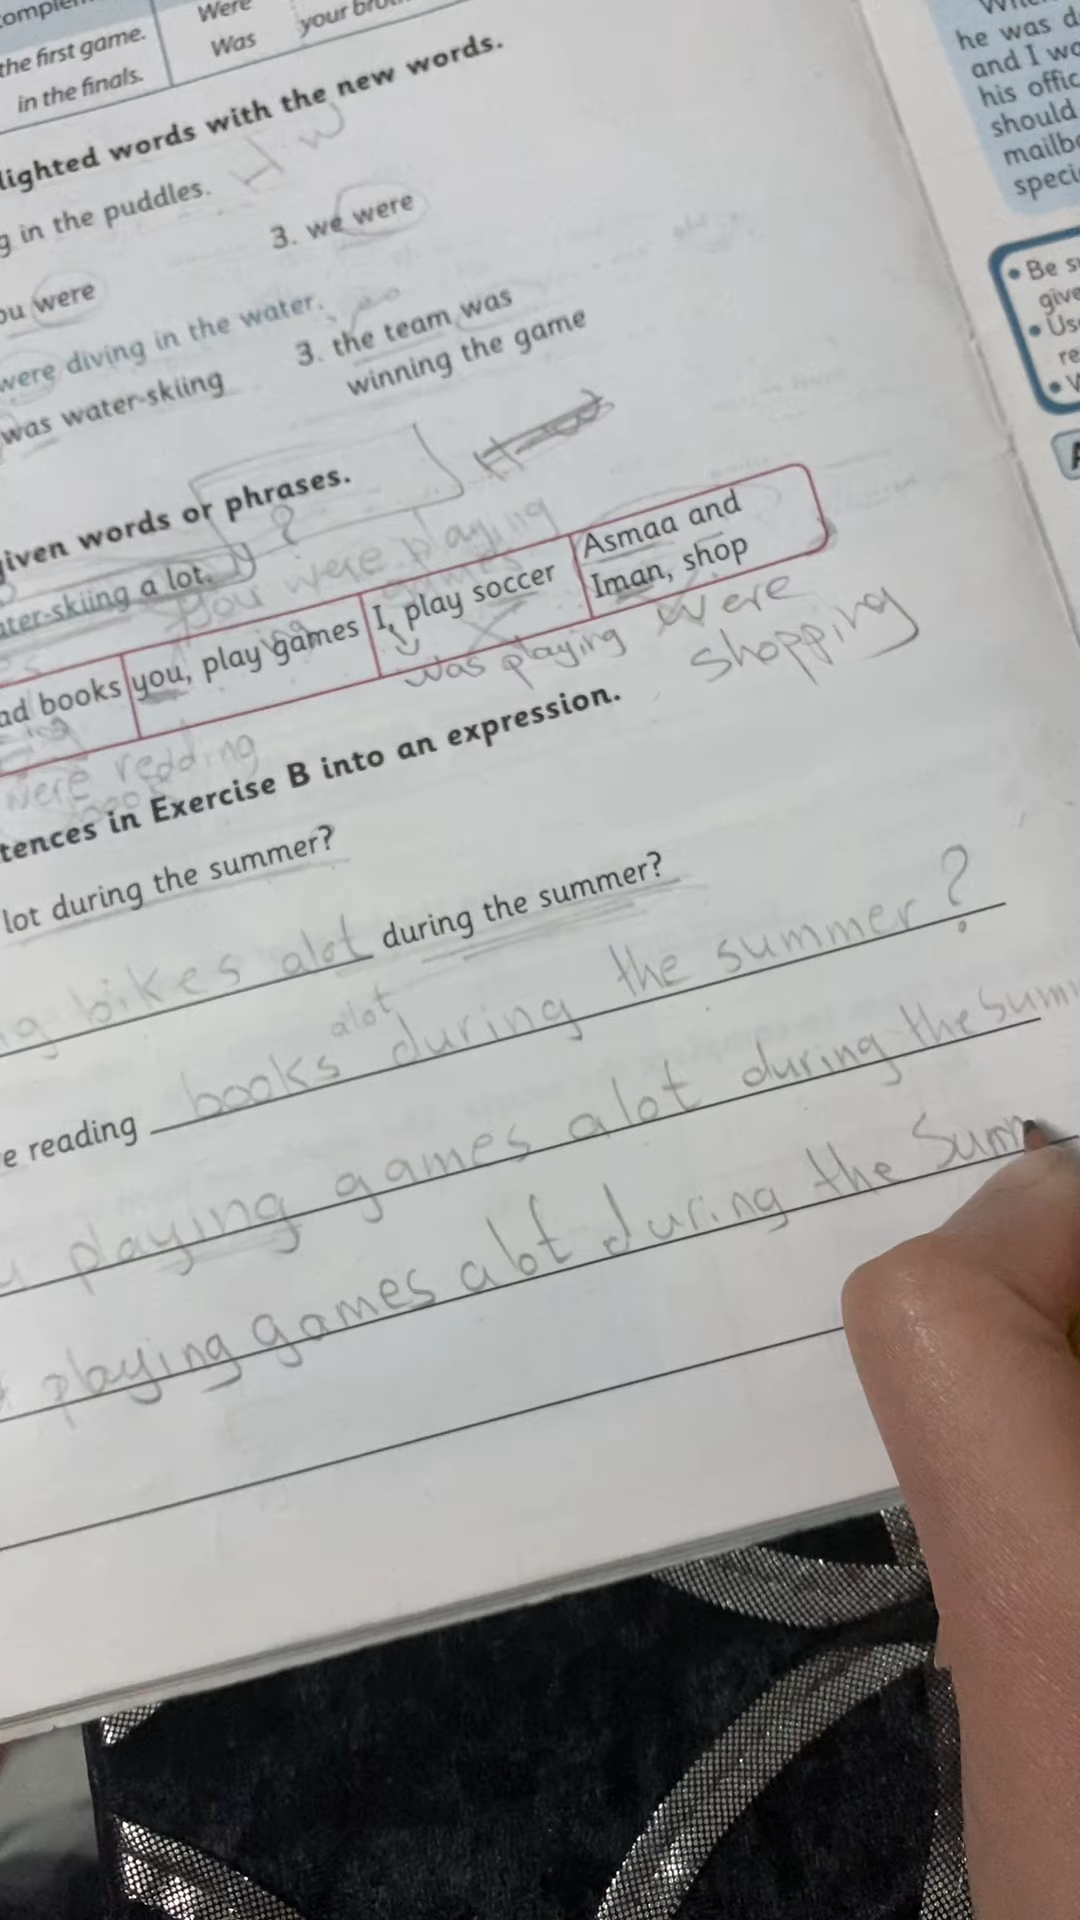 Were
the first game.
Was
your
in the finals.
lighted words with the new words.
g in the puddles.
3. we were
ou were
were diving in the water.
3. the team was
was water-skiing
winning the game
given words or phrases.
?
ater-skiing a lot.
you were playing
games
Asmaa and
Iman, shop
I, play soccer
you, play games
ad books
were
was playing
shopping
were redding
tences in Exercise B into an expression.
lot during the summer?
g bikes alot during the summer?
alot
e reading books during the summer?
playing games alot during the sum
playing games alot during the Summ
he was d
and I wo
his offic
should
mailbo
speci
• Be s
give
• Us
re
•